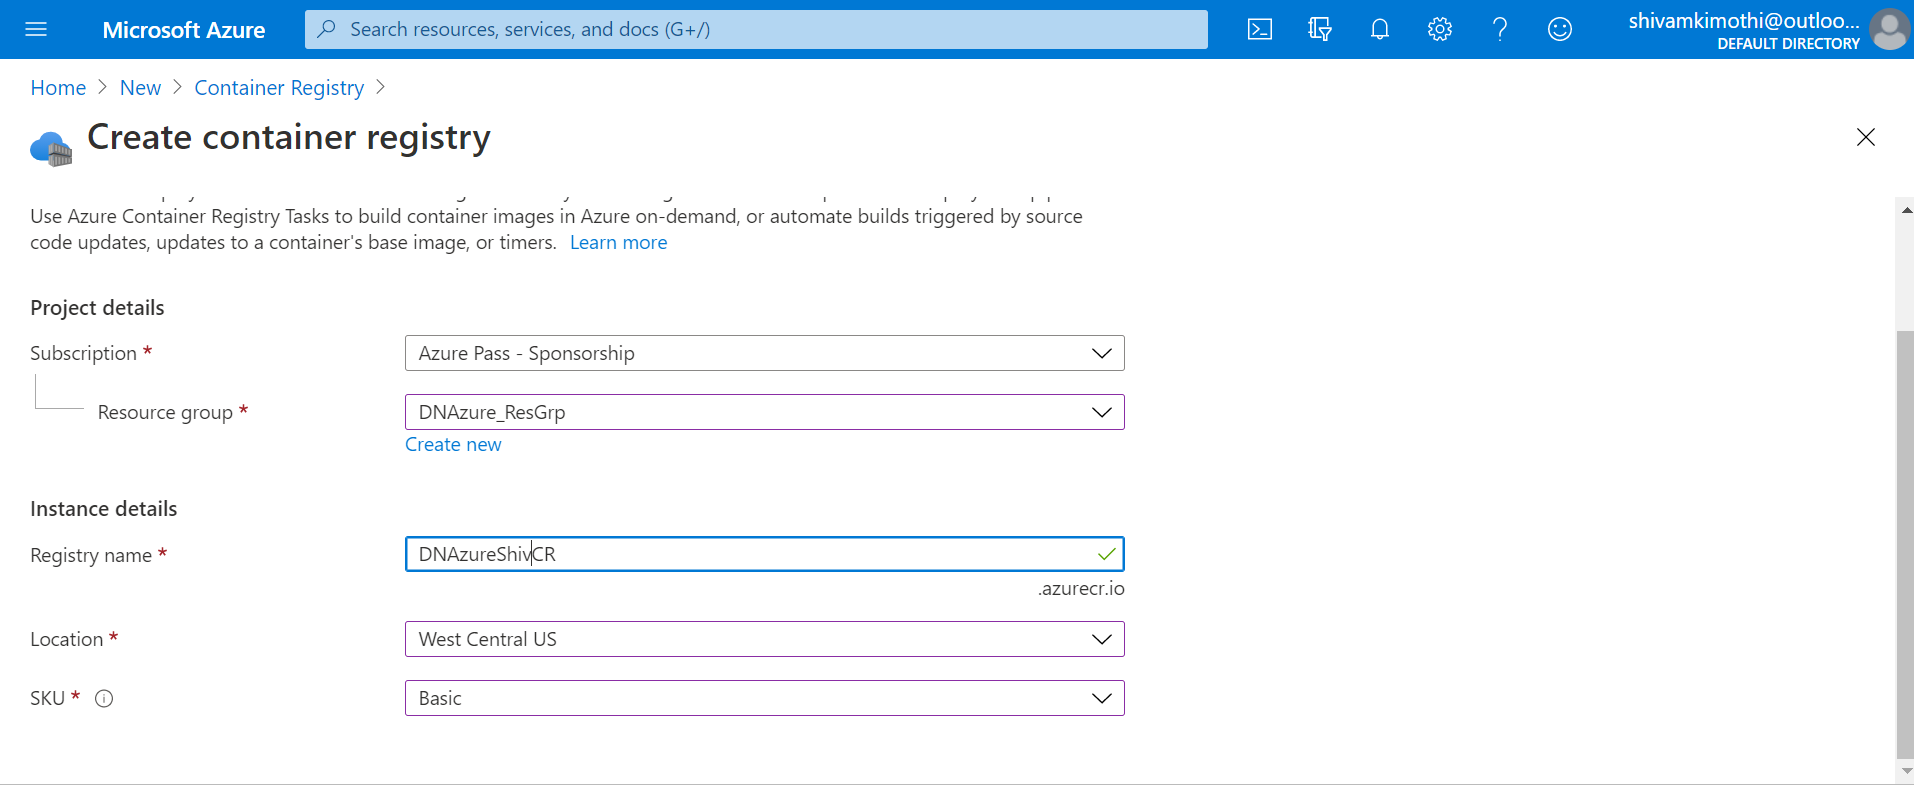 Microsoft Azure
Search resources, services, and docs (G+/)
shivamkimothi@outloo...
DEFAULT DIRECTORY
Home > New > Container Registry >
Create container registry
Use Azure Container Registry Tasks to build container images in Azure on-demand, or automate builds triggered by source
code updates, updates to a container's base image, or timers. Learn more
Project details
Subscription *
Azure Pass - Sponsorship
Resource group *
DNAzure_ResGrp
Create new
Instance details
Registry name *
DNAzureShivCR
.azurecr.io
Location *
West Central US
SKU *
Basic